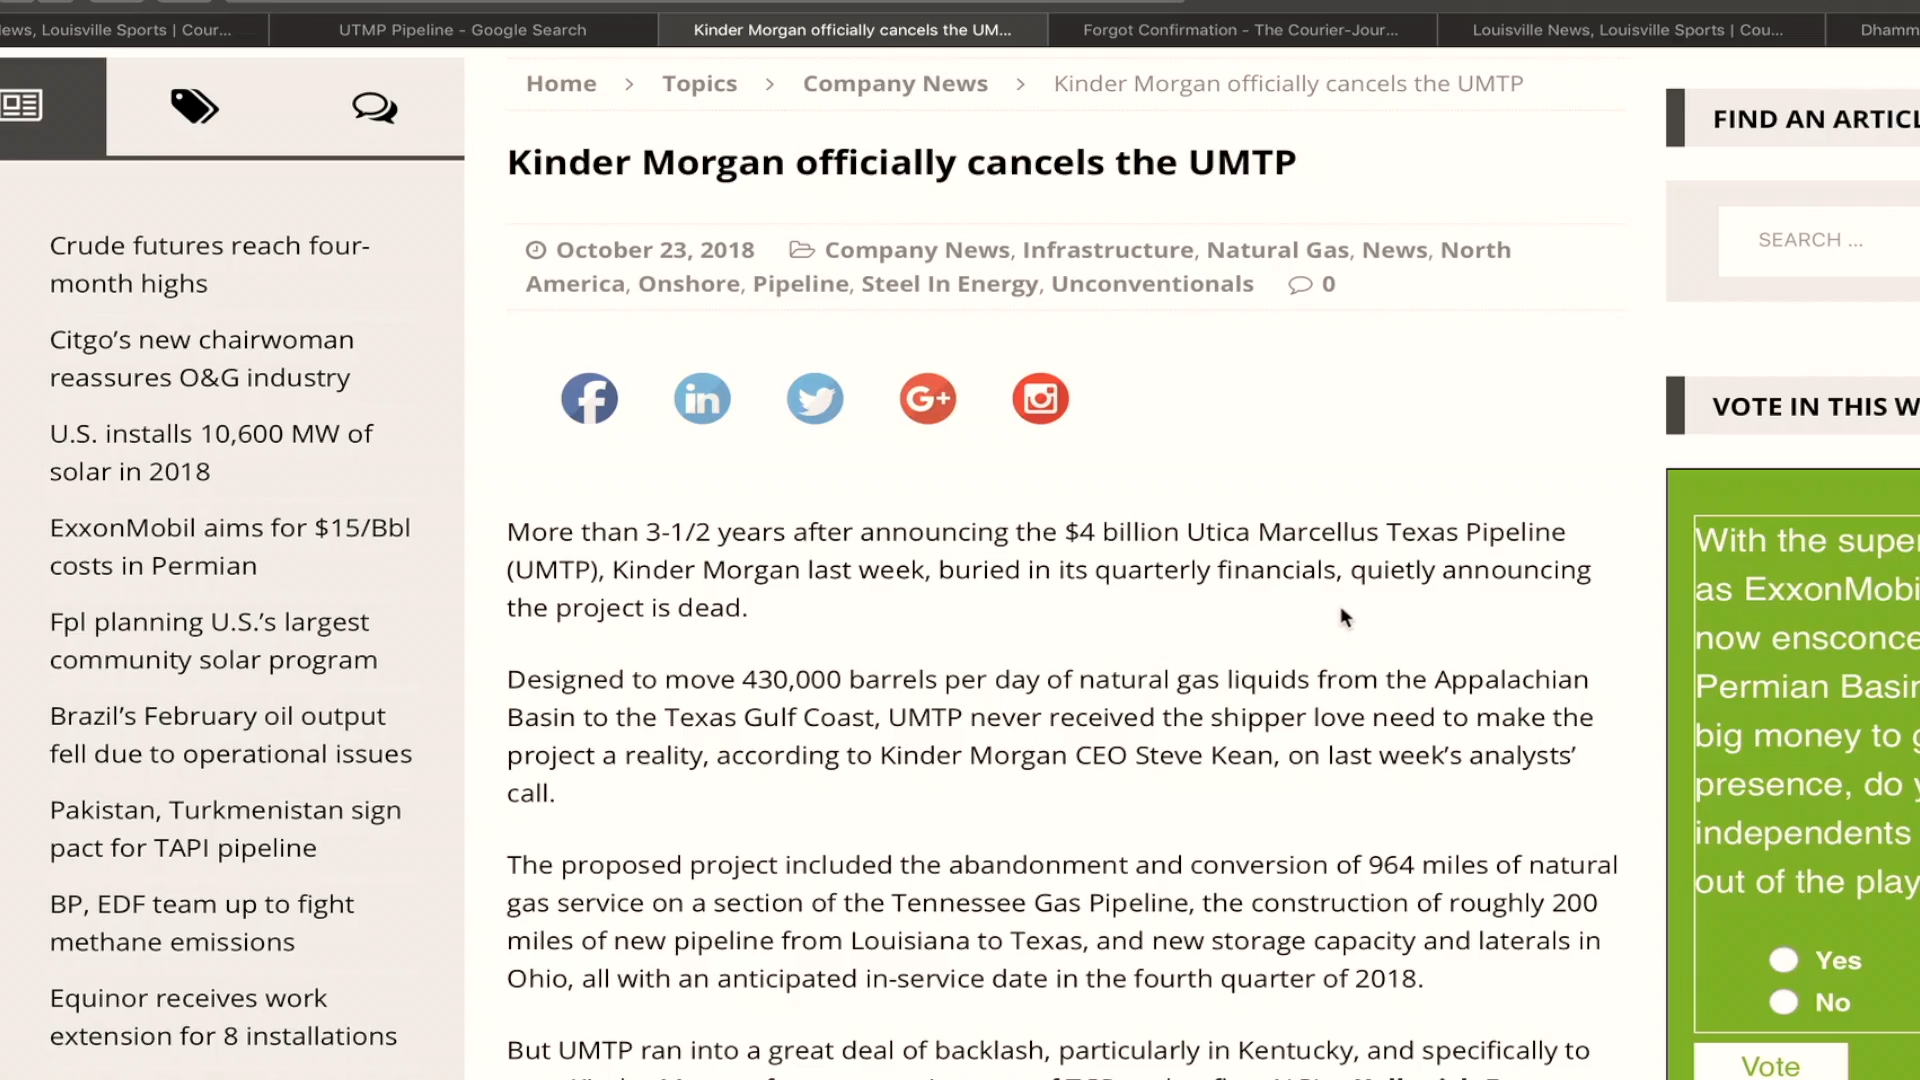 ews, Louisville Sports | Cour...
UTMP Pipeline - Google Search
Kinder Morgan officially cancels the UM...
Forgot Confirmation - The Courier-Jour...
Louisville News, Louisville Sports | Cou...
Dhamm
Home > Topics > Company News > Kinder Morgan officially cancels the UMTP
Kinder Morgan officially cancels the UMTP
October 23, 2018 Company News, Infrastructure, Natural Gas, News, North
America, Onshore, Pipeline, Steel In Energy, Unconventionals 0
f in G+
More than 3-1/2 years after announcing the $4 billion Utica Marcellus Texas Pipeline
(UMTP), Kinder Morgan last week, buried in its quarterly financials, quietly announcing
the project is dead.
Designed to move 430,000 barrels per day of natural gas liquids from the Appalachian
Basin to the Texas Gulf Coast, UMTP never received the shipper love need to make the
project a reality, according to Kinder Morgan CEO Steve Kean, on last week’s analysts’
call.
The proposed project included the abandonment and conversion of 964 miles of natural
gas service on a section of the Tennessee Gas Pipeline, the construction of roughly 200
miles of new pipeline from Louisiana to Texas, and new storage capacity and laterals in
Ohio, all with an anticipated in-service date in the fourth quarter of 2018.
But UMTP ran into a great deal of backlash, particularly in Kentucky, and specifically to
Crude futures reach four-
month highs
Citgo’s new chairwoman
reassures O&G industry
U.S. installs 10,600 MW of
solar in 2018
ExxonMobil aims for $15/Bbl
costs in Permian
Fpl planning U.S.’s largest
community solar program
Brazil’s February oil output
fell due to operational issues
Pakistan, Turkmenistan sign
pact for TAPI pipeline
BP, EDF team up to fight
methane emissions
Equinor receives work
extension for 8 installations
FIND AN ARTICL
SEARCH ...
VOTE IN THIS W
With the super
as ExxonMobi
now ensconce
Permian Basin
big money to g
presence, do y
independents
out of the play
Yes
No
Vote